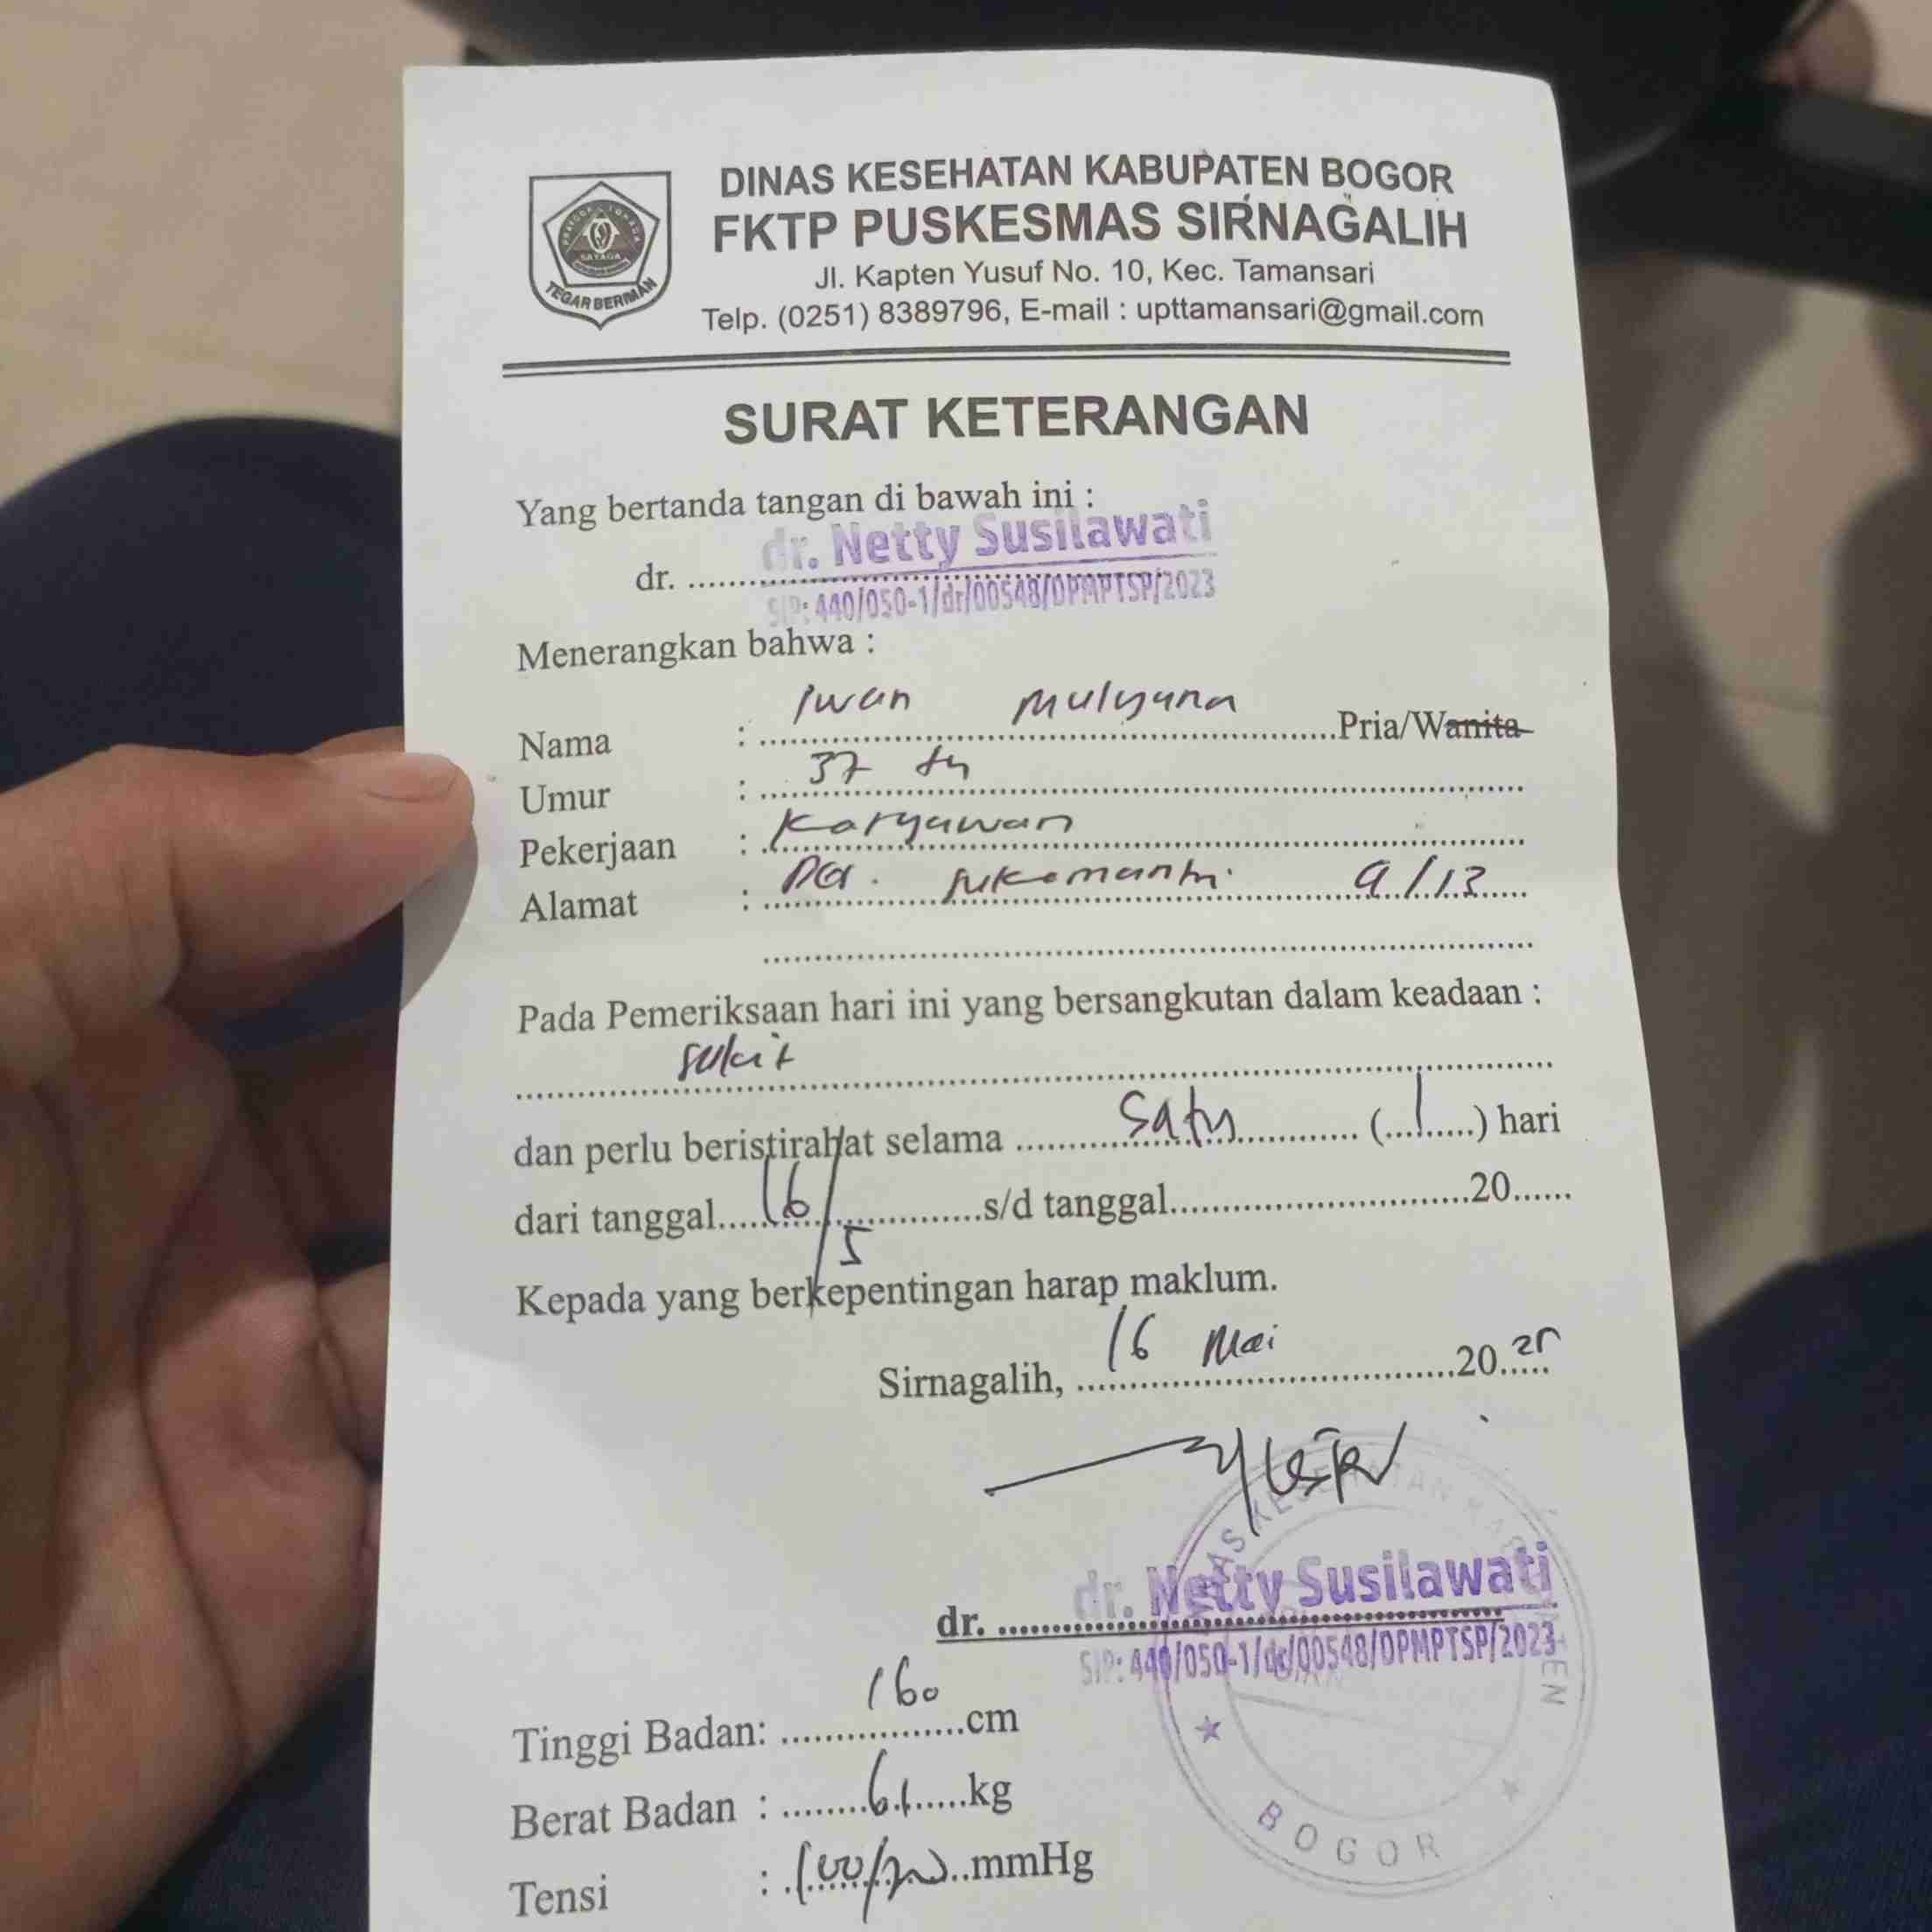 DINAS KESEHATAN KABUPATEN BOGOR
FKTP PUSKESMAS SIRNAGALIH
Jl. Kapten Yusuf No. 10, Kec. Tamansari
Telp. (0251) 8389796, E-mail : upttamansari@gmail.com
TEGAR BERIMAN
SURAT KETERANGAN
Yang bertanda tangan di bawah ini :
dr. ........ dr. Netty Susilawati
SIP: 440/050-1/dr/00548/DPMPTSP/2023
Menerangkan bahwa :
Nama : Iwan Mulyana Pria/Wanita
Umur : 37 th
Pekerjaan : Karyawan
Alamat : sukamantri 9/13
Pada Pemeriksaan hari ini yang bersangkutan dalam keadaan :
sakit
dan perlu beristirahat selama Satu (1) hari
dari tanggal 16/5 s/d tanggal 20......
Kepada yang berkepentingan harap maklum.
Sirnagalih, 16 Mei 2025
dr. Netty Susilawati
SIP: 440/050-1/dr/00548/DPMPTSP/2023
BOGOR
Tinggi Badan: 160 cm
Berat Badan : 61 kg
Tensi : mmHg